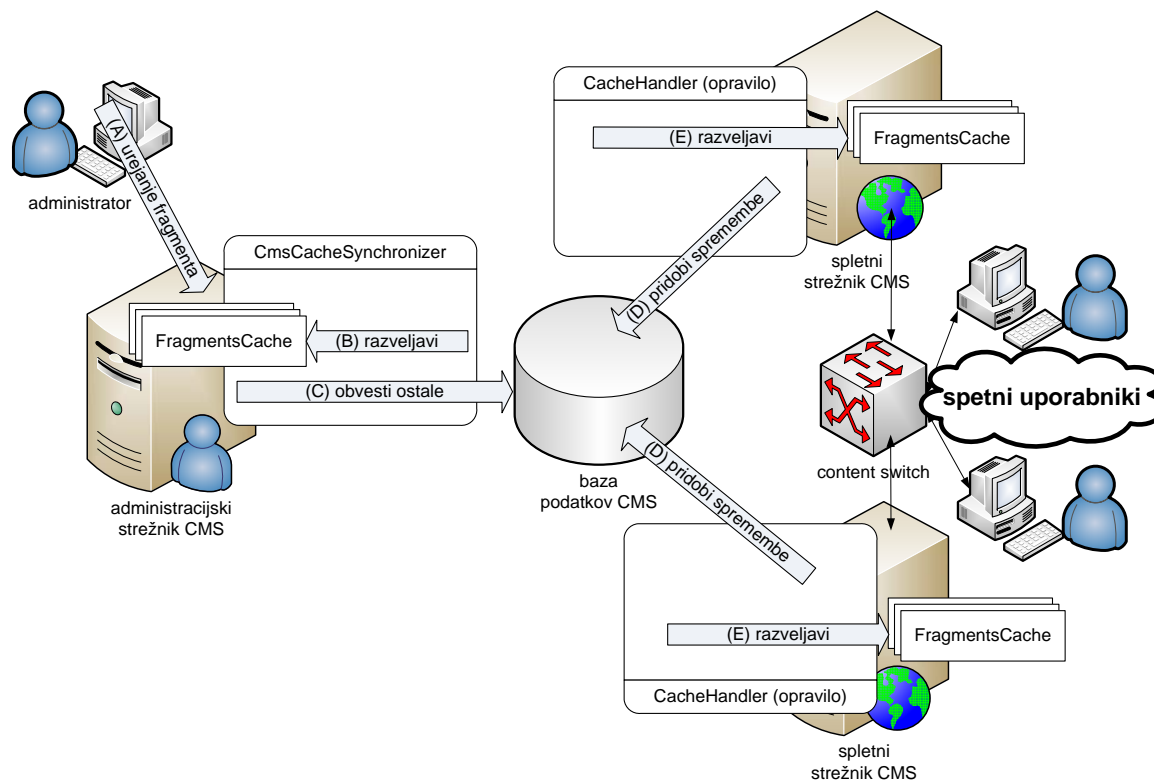 CacheHandler (opravilo)
(E) razveljavi
FragmentsCache
(A) urejanje fragmenta
administrator
(D) pridobi spremembe
CmsCacheSynchronizer
spletni
strežnik CMS
FragmentsCache
(B) razveljavi
(C) obvesti ostale
spetni uporabniki
content switch
baza
podatkov CMS
administracijski
strežnik CMS
(D) pridobi spremembe
(E) razveljavi
FragmentsCache
CacheHandler (opravilo)
spletni
strežnik CMS